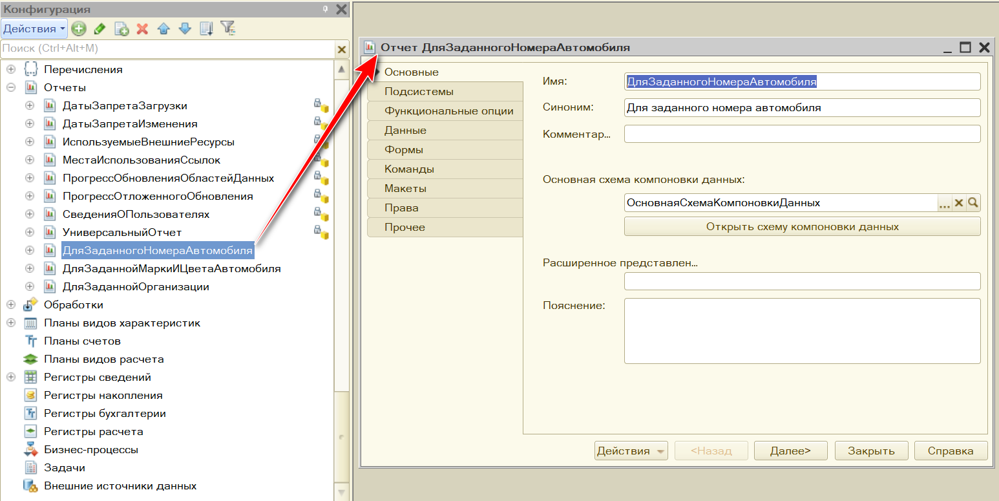 Конфигурация
Действия
Поиск (Ctrl+Alt+M)
Перечисления
Отчеты
ДатыЗапретаЗагрузки
ДатыЗапретаИзменения
ИспользуемыеВнешниеРесурсы
МестаИспользованияСсылок
ПрогрессОбновленияОбластейДанных
ПрогрессОтложенногоОбновления
СведенияОПользователях
УниверсальныйОтчет
ДляЗаданногоНомераАвтомобиля
ДляЗаданнойМаркиИЦветаАвтомобиля
ДляЗаданнойОрганизации
Обработки
Планы видов характеристик
Планы счетов
Планы видов расчета
Регистры сведений
Регистры накопления
Регистры бухгалтерии
Регистры расчета
Бизнес-процессы
Задачи
Внешние источники данных
Отчет ДляЗаданногоНомераАвтомобиля
Основные
Подсистемы
Функциональные опции
Данные
Формы
Команды
Макеты
Права
Прочее
Имя: ДляЗаданногоНомераАвтомобиля
Синоним: Для заданного номера автомобиля
Комментар...
Основная схема компоновки данных:
ОсновнаяСхемаКомпоновкиДанных ...
Открыть схему компоновки данных
Расширенное представлен...
Пояснение:
Действия <Назад Далее> Закрыть Справка